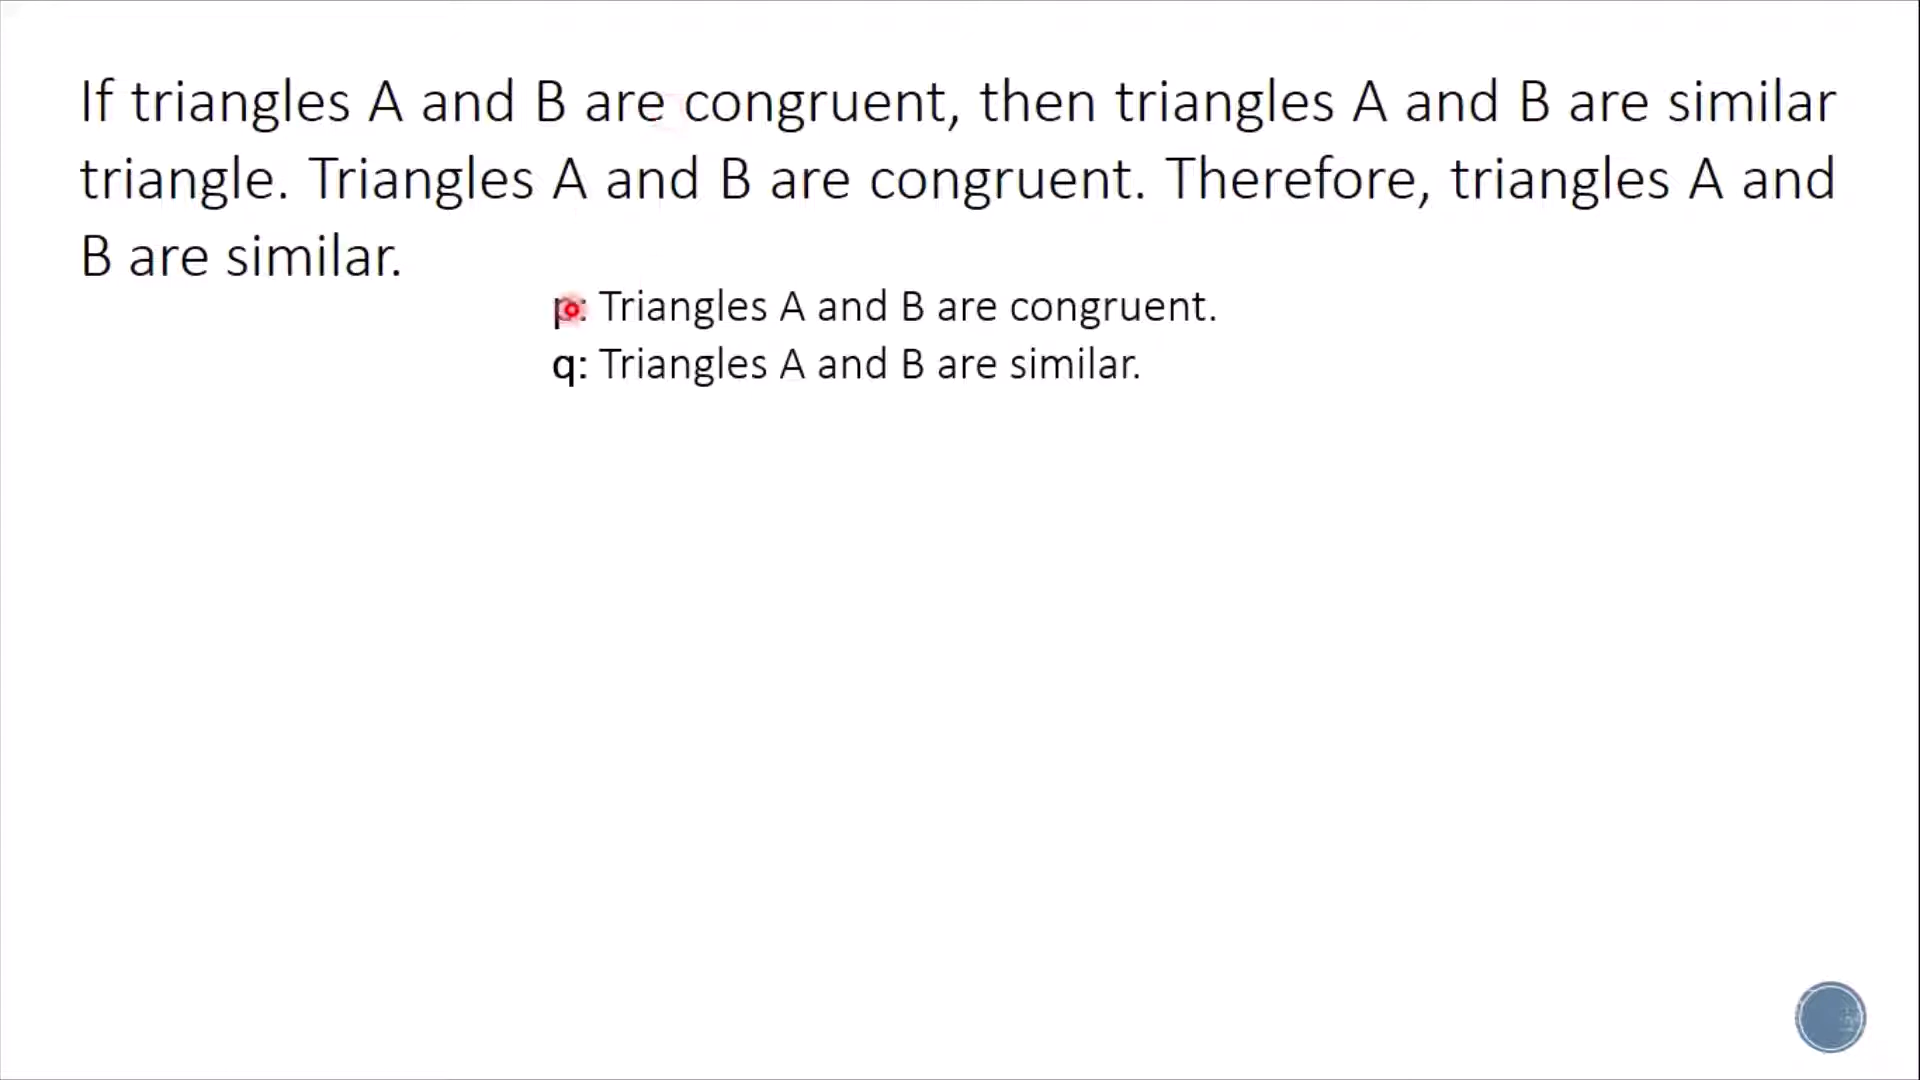 If triangles A and B are congruent, then triangles A and B are similar
triangle. Triangles A and B are congruent. Therefore, triangles A and
B are similar.
p: Triangles A and B are congruent.
q: Triangles A and B are similar.